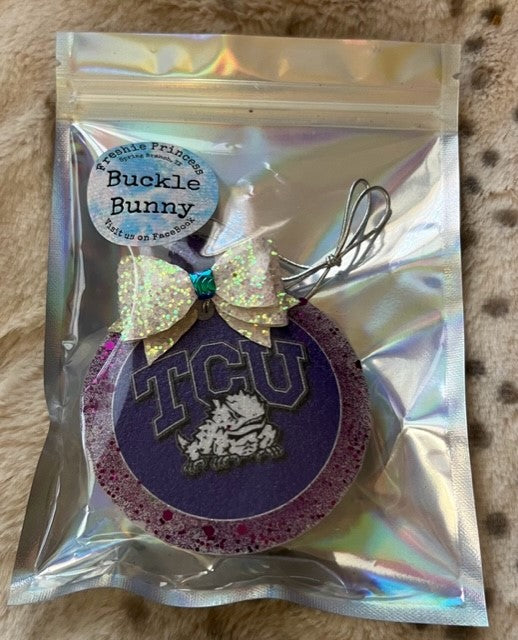 Freshie Princess
Spring Branch, TX
Buckle
Bunny
Visit us on FaceBook
TCU